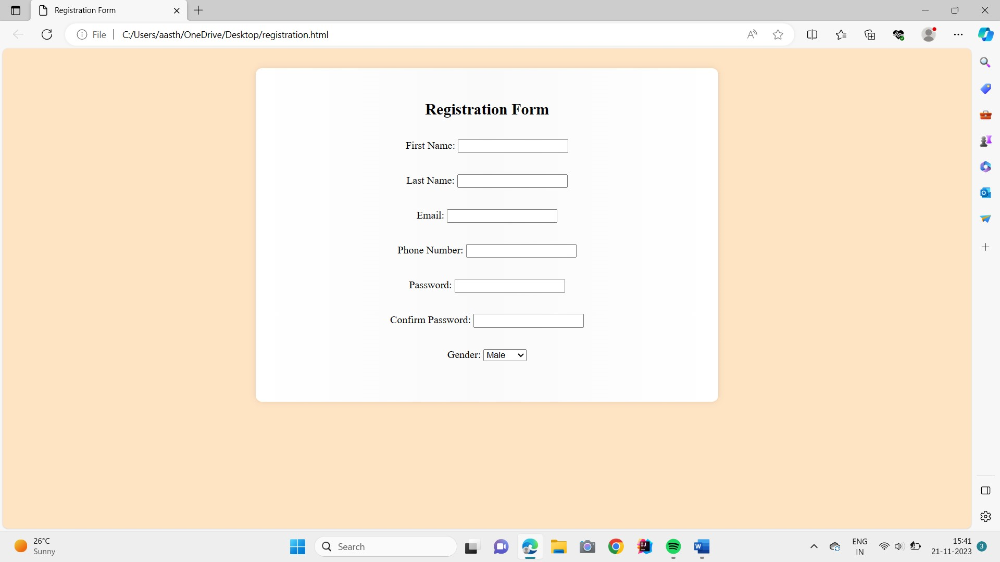 Registration Form
File
C:/Users/aasth/OneDrive/Desktop/registration.html
Registration Form
First Name:
Last Name:
Email:
Phone Number:
Password:
Confirm Password:
Gender: Male
26°C
Sunny
Search
ENG
IN
15:41
21-11-2023
3